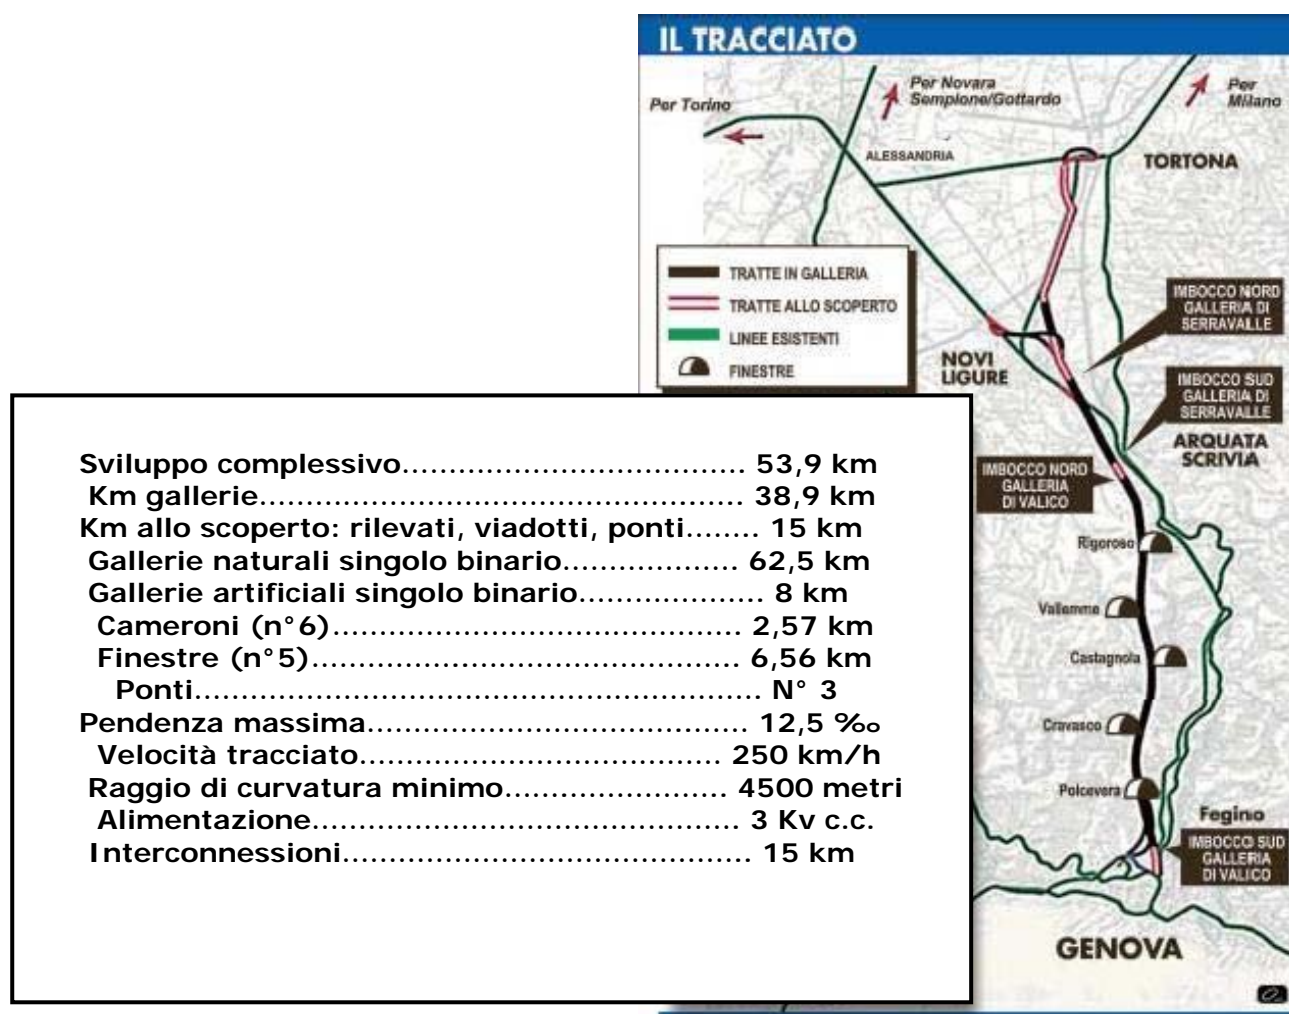 IL TRACCIATO
Per Novara
Sempione/Gottardo
Per
Milano
Per Torino
ALESSANDRIA
TORTONA
TRATTE IN GALLERIA
TRATTE ALLO SCOPERTO
LINEE ESISTENTI
FINESTRE
IMBOCCO NORD
GALLERIA DI
SERRAVALLE
NOVI
LIGURE
IMBOCCO SUD
GALLERIA DI
SERRAVALLE
ARQUATA
SCRIVIA
IMBOCCO NORD
GALLERIA
DI VALICO
Rigoroso
Vallemme
Castagnola
Cravasco
Polcevera
Fegino
IMBOCCO SUD
GALLERIA
DI VALICO
GENOVA
Sviluppo complessivo..................................... 53,9 km
Km gallerie.................................................... 38,9 km
Km allo scoperto: rilevati, viadotti, ponti........ 15 km
Gallerie naturali singolo binario................... 62,5 km
Gallerie artificiali singolo binario.................... 8 km
Cameroni (n°6)............................................ 2,57 km
Finestre (n°5).............................................. 6,56 km
Ponti............................................................. N° 3
Pendenza massima......................................... 12,5 ‰
Velocità tracciato....................................... 250 km/h
Raggio di curvatura minimo........................ 4500 metri
Alimentazione.............................................. 3 Kv c.c.
Interconnessioni............................................ 15 km